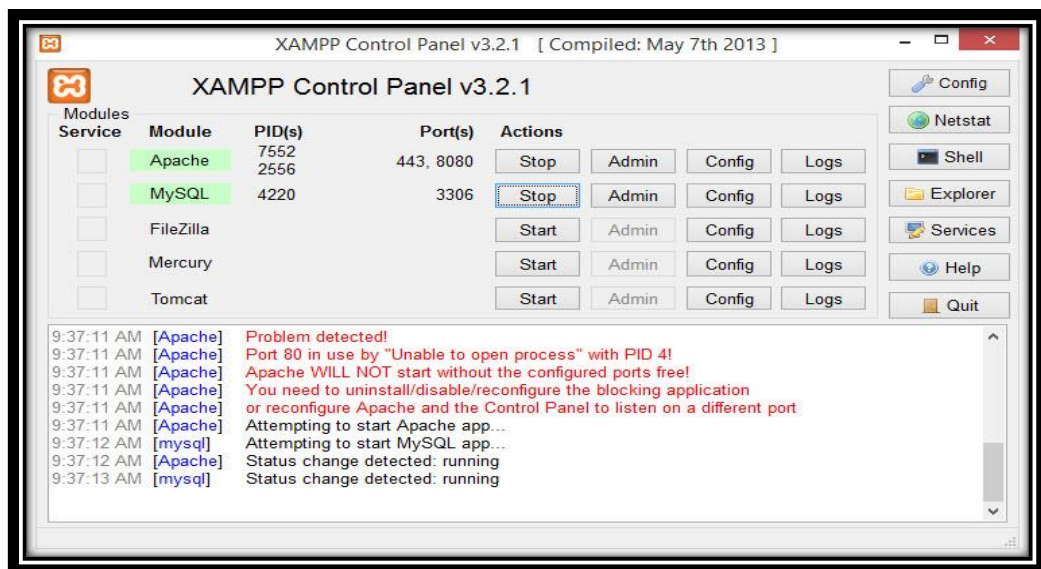 XAMPP Control Panel v3.2.1 [ Compiled: May 7th 2013 ]
XAMPP Control Panel v3.2.1
Config
Modules
Service Module PID(s) Port(s) Actions
Netstat
Apache 7552 2556 443, 8080 Stop Admin Config Logs
Shell
MySQL 4220 3306 Stop Admin Config Logs
Explorer
FileZilla Start Admin Config Logs
Services
Mercury Start Admin Config Logs
Help
Tomcat Start Admin Config Logs
Quit
9:37:11 AM [Apache] Problem detected!
9:37:11 AM [Apache] Port 80 in use by "Unable to open process" with PID 4!
9:37:11 AM [Apache] Apache WILL NOT start without the configured ports free!
9:37:11 AM [Apache] You need to uninstall/disable/reconfigure the blocking application
9:37:11 AM [Apache] or reconfigure Apache and the Control Panel to listen on a different port
9:37:11 AM [Apache] Attempting to start Apache app...
9:37:12 AM [mysql] Attempting to start MySQL app...
9:37:12 AM [Apache] Status change detected: running
9:37:13 AM [mysql] Status change detected: running